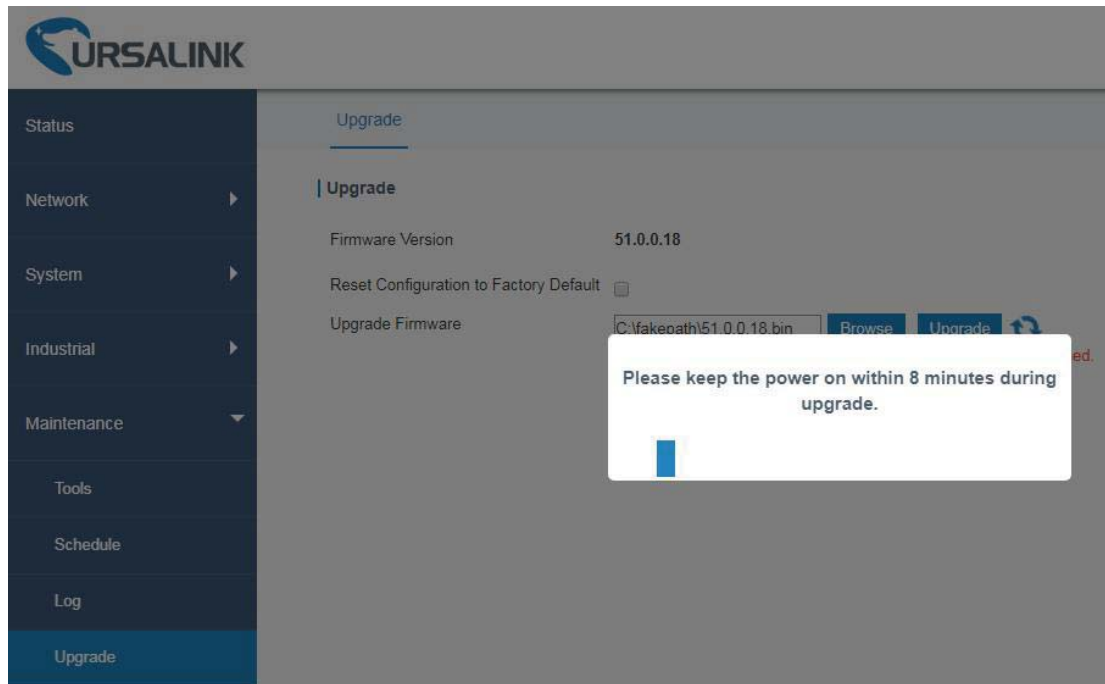 URSALINK
Status
Upgrade
Network
Upgrade
Firmware Version 51.0.0.18
System
Reset Configuration to Factory Default
Upgrade Firmware C:\fakepath\51.0.0.18.bin Browse Upgrade
Industrial
ed.
Please keep the power on within 8 minutes during
upgrade.
Maintenance
Tools
Schedule
Log
Upgrade